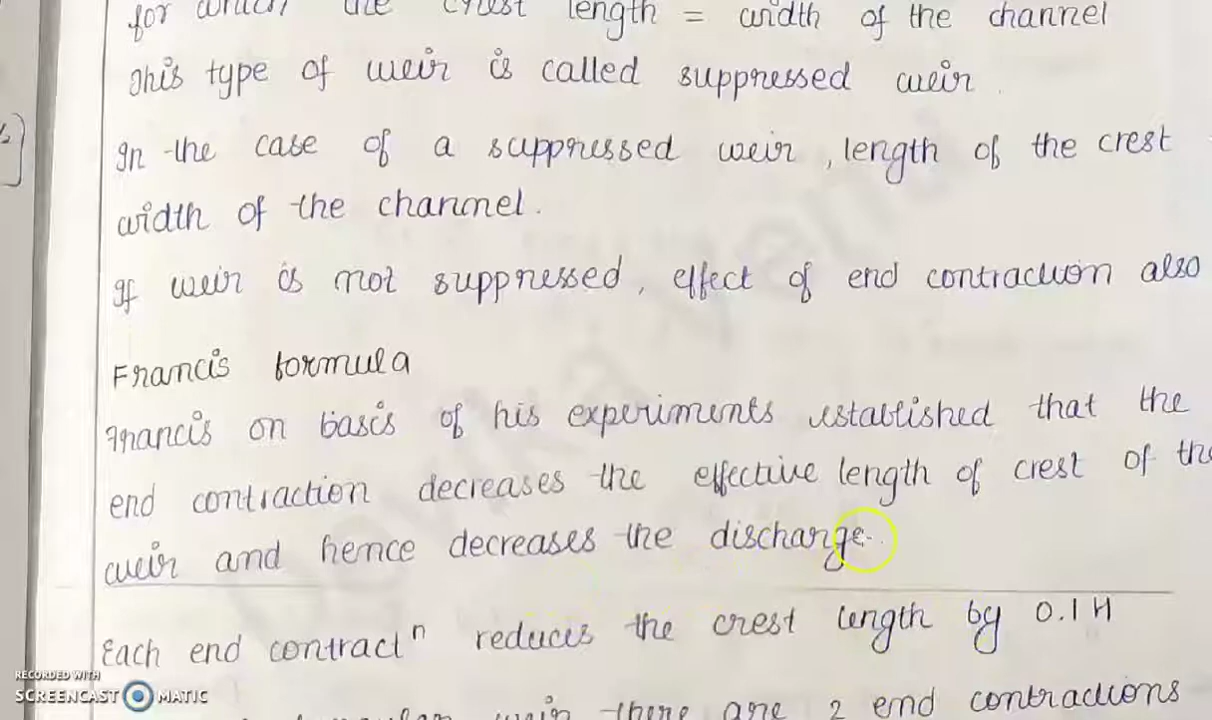 for which the crest length = width of the channel
This type of weir is called suppressed weir.
In the case of a suppressed weir, length of the crest
width of the channel.
If weir is not suppressed, effect of end contraction also
Francis formula
Francis on basis of his experiments established that the
end contraction decreases the effective length of crest of the
weir and hence decreases the discharge.
Each end contractⁿ reduces the crest length by 0.1H
weir there are 2 end contractions
RECORDED WITH
SCREENCAST MATIC